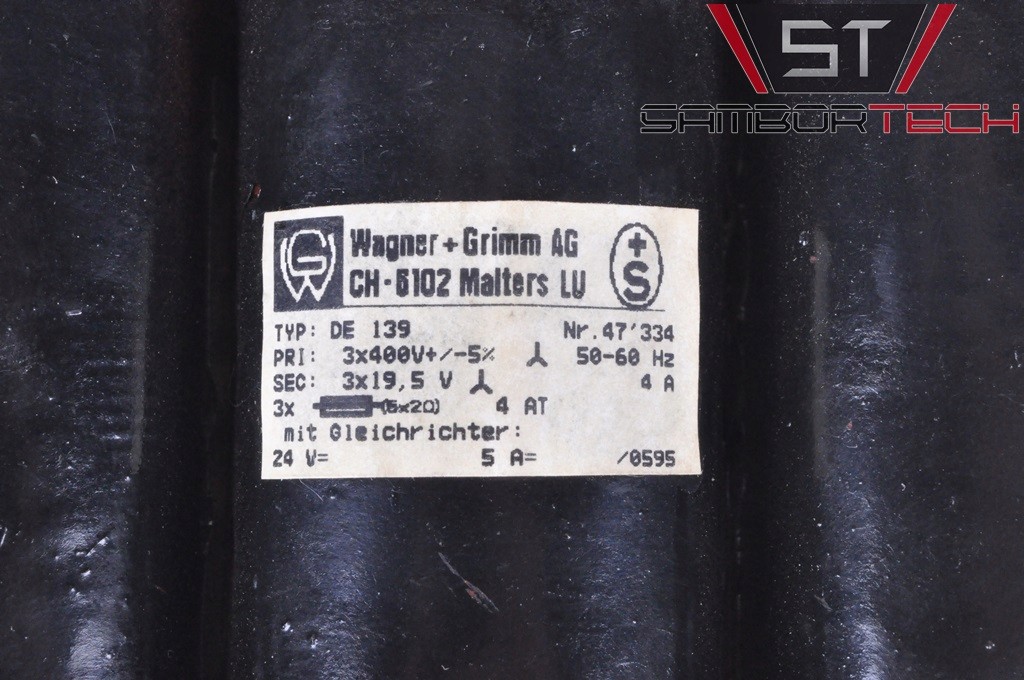 ST
SAMBORTECH
GW
Wagner+Grimm AG
CH-6102 Malters LU
+S
TYP: DE 139 Nr.47'334
PRI: 3x400V+/-5% 50-60 Hz
SEC: 3x19,5 V 4 A
3x (5x20) 4 AT
mit Gleichrichter:
24 V= 5 A= /0595